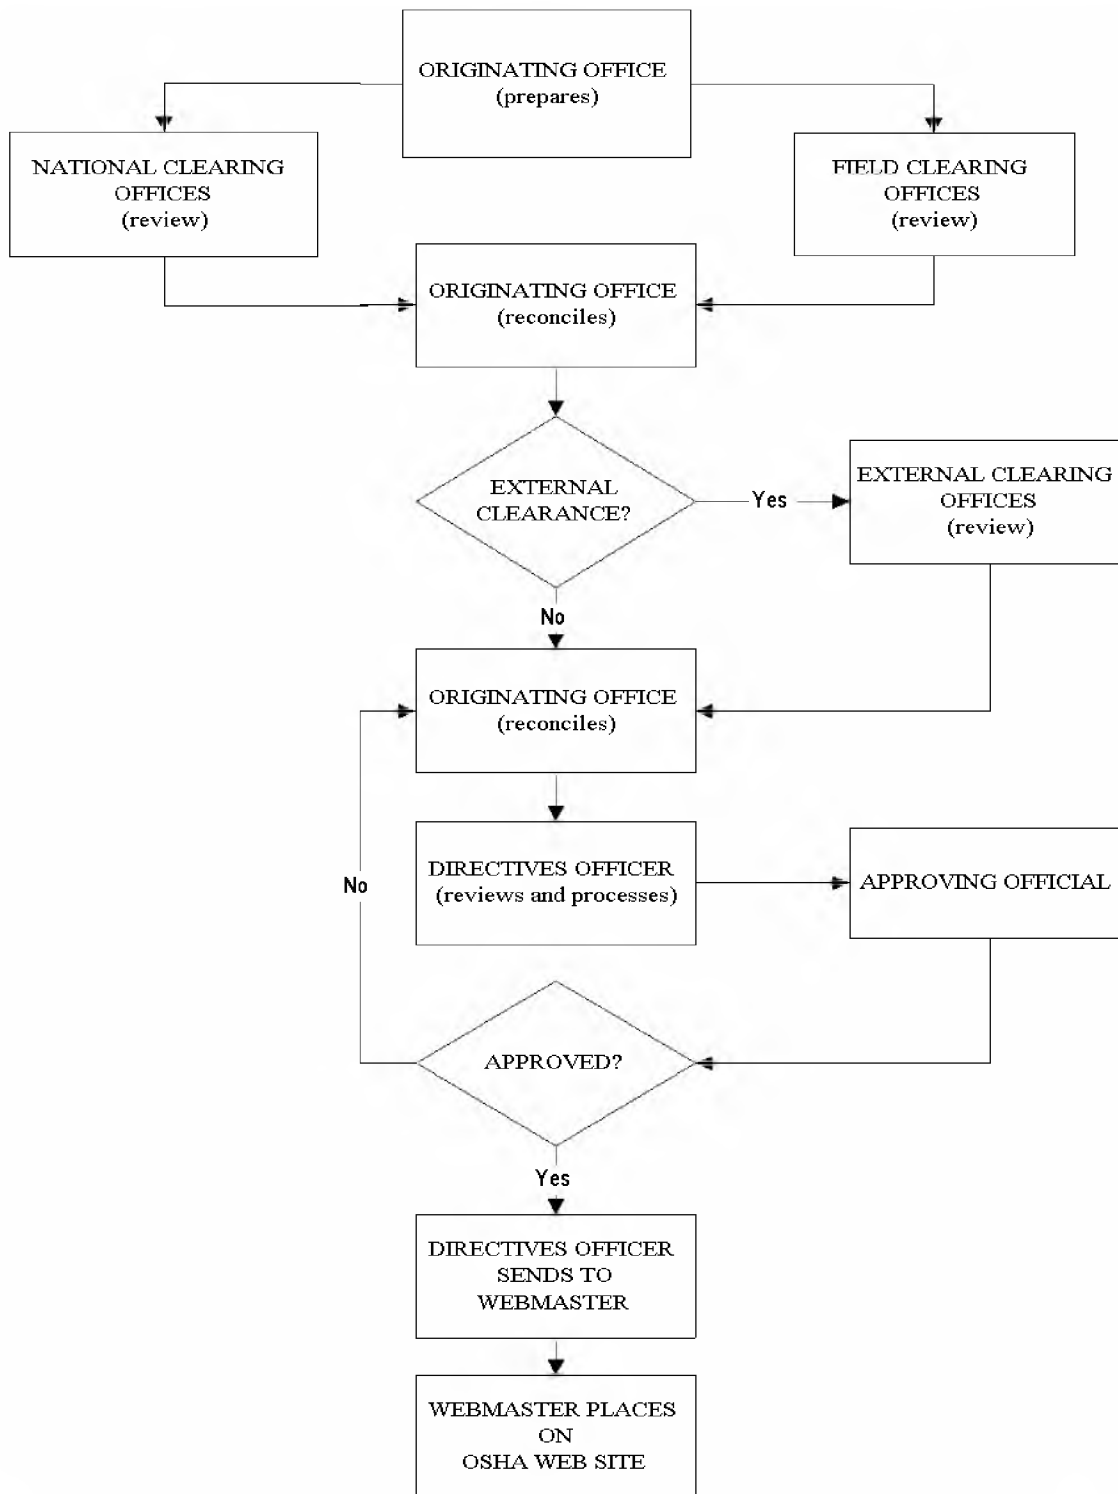 ORIGINATING OFFICE
(prepares)
NATIONAL CLEARING
OFFICES
(review)
FIELD CLEARING
OFFICES
(review)
ORIGINATING OFFICE
(reconciles)
EXTERNAL
CLEARANCE?
Yes
EXTERNAL CLEARING
OFFICES
(review)
No
ORIGINATING OFFICE
(reconciles)
DIRECTIVES OFFICER
(reviews and processes)
APPROVING OFFICIAL
No
APPROVED?
Yes
DIRECTIVES OFFICER
SENDS TO
WEBMASTER
WEBMASTER PLACES
ON
OSHA WEB SITE